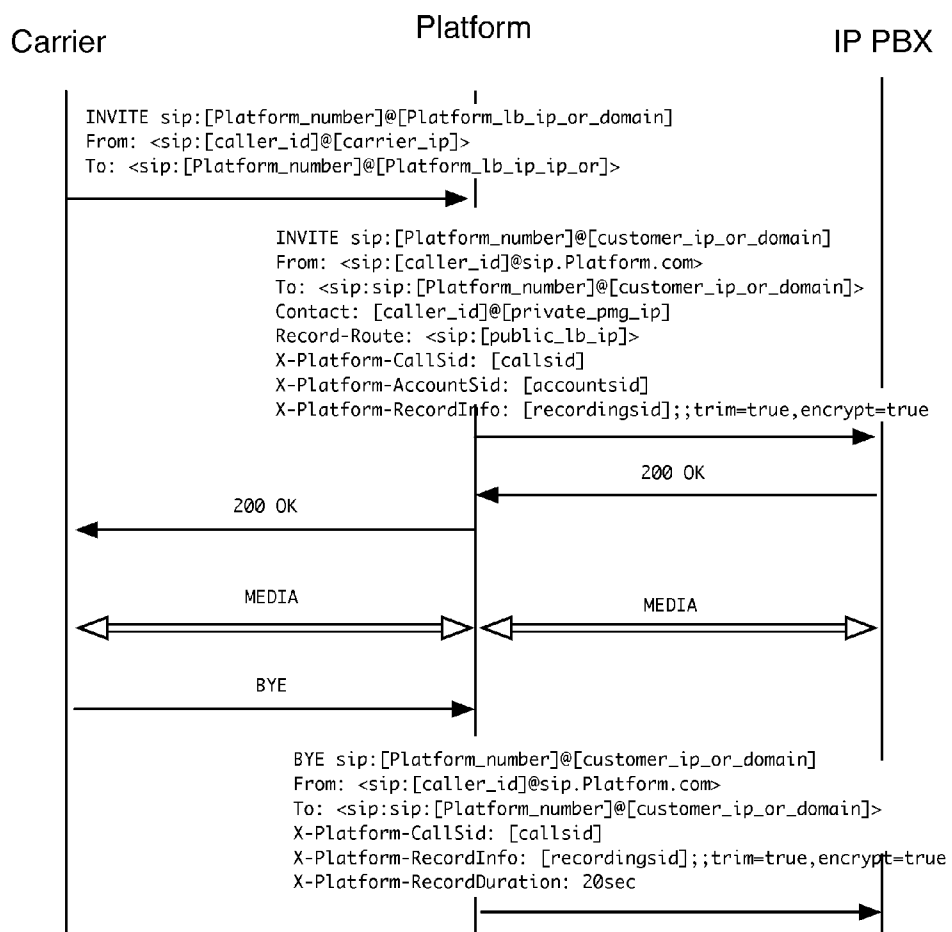 Carrier
Platform
IP PBX
INVITE sip:[Platform_number]@[Platform_lb_ip_or_domain]
From: <sip:[caller_id]@[carrier_ip]>
To: <sip:[Platform_number]@[Platform_lb_ip_ip_or]>
INVITE sip:[Platform_number]@[customer_ip_or_domain]
From: <sip:[caller_id]@sip.Platform.com>
To: <sip:sip:[Platform_number]@[customer_ip_or_domain]>
Contact: [caller_id]@[private_pmg_ip]
Record-Route: <sip:[public_lb_ip]>
X-Platform-CallSid: [callsid]
X-Platform-AccountSid: [accountsid]
X-Platform-RecordInfo: [recordingsid];;trim=true,encrypt=true
200 OK
200 OK
MEDIA
MEDIA
BYE
BYE sip:[Platform_number]@[customer_ip_or_domain]
From: <sip:[caller_id]@sip.Platform.com>
To: <sip:sip:[Platform_number]@[customer_ip_or_domain]>
X-Platform-CallSid: [callsid]
X-Platform-RecordInfo: [recordingsid];;trim=true,encrypt=true
X-Platform-RecordDuration: 20sec